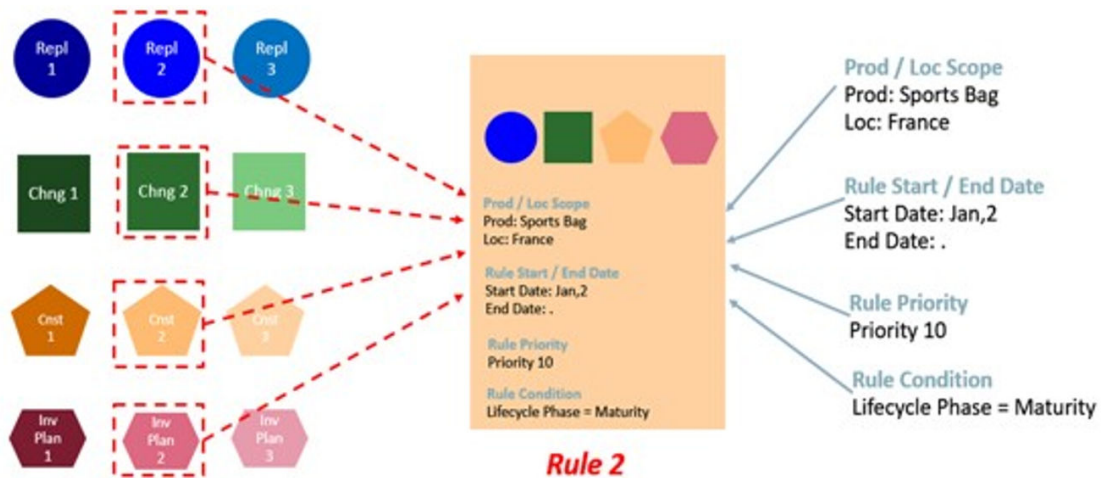 Repl
1
Repl
2
Repl
3
Chng 1
Chng 2
Chng 3
Cnst
1
Cnst
2
Cnst
3
Inv
Plan
1
Inv
Plan
2
Inv
Plan
3
Prod / Loc Scope
Prod: Sports Bag
Loc: France
Rule Start / End Date
Start Date: Jan,2
End Date: .
Rule Priority
Priority 10
Rule Condition
Lifecycle Phase = Maturity
Rule 2
Prod / Loc Scope
Prod: Sports Bag
Loc: France
Rule Start / End Date
Start Date: Jan,2
End Date: .
Rule Priority
Priority 10
Rule Condition
Lifecycle Phase = Maturity